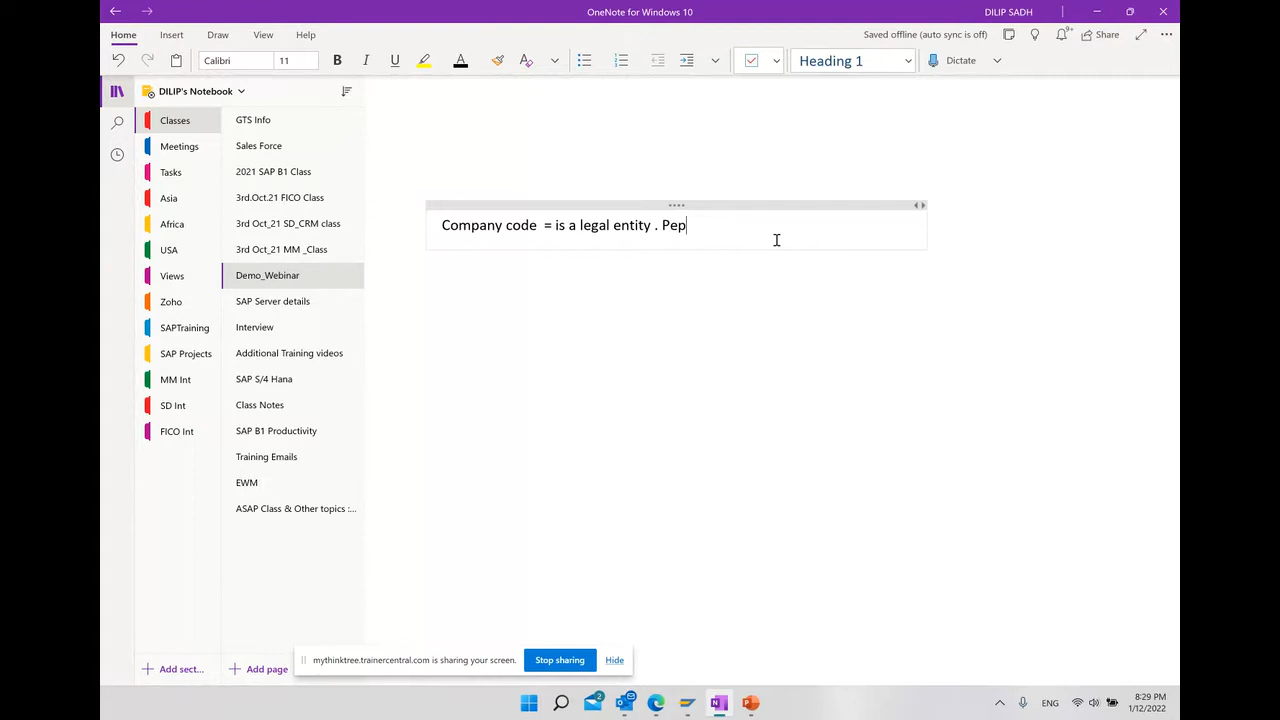 OneNote for Windows 10
DILIP SADH
Home Insert Draw View Help
Saved offline (auto sync is off)
9+
Share
Calibri 11 B I U A
Heading 1
Dictate
DILIP's Notebook
Classes
Meetings
Tasks
Asia
Africa
USA
Views
Zoho
SAPTraining
SAP Projects
MM Int
SD Int
FICO Int
Add sect...
GTS Info
Sales Force
2021 SAP B1 Class
3rd.Oct.21 FICO Class
3rd Oct_21 SD_CRM class
3rd Oct_21 MM _Class
Demo_Webinar
SAP Server details
Interview
Additional Training videos
SAP S/4 Hana
Class Notes
SAP B1 Productivity
Training Emails
EWM
ASAP Class & Other topics :...
Add page
Company code = is a legal entity . Pep
mythinktree.trainercentral.com is sharing your screen.
Stop sharing
Hide
2
ENG
8:29 PM
1/12/2022